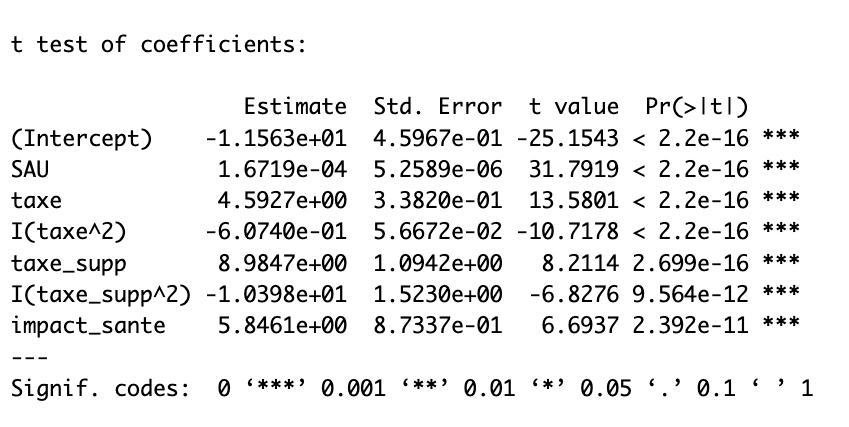 t test of coefficients:
Estimate Std. Error t value Pr(>|t|)
(Intercept) -1.1563e+01 4.5967e-01 -25.1543 < 2.2e-16 ***
SAU 1.6719e-04 5.2589e-06 31.7919 < 2.2e-16 ***
taxe 4.5927e+00 3.3820e-01 13.5801 < 2.2e-16 ***
I(taxe^2) -6.0740e-01 5.6672e-02 -10.7178 < 2.2e-16 ***
taxe_supp 8.9847e+00 1.0942e+00 8.2114 2.699e-16 ***
I(taxe_supp^2) -1.0398e+01 1.5230e+00 -6.8276 9.564e-12 ***
impact_sante 5.8461e+00 8.7337e-01 6.6937 2.392e-11 ***
---
Signif. codes: 0 ‘***’ 0.001 ‘**’ 0.01 ‘*’ 0.05 ‘.’ 0.1 ‘ ’ 1